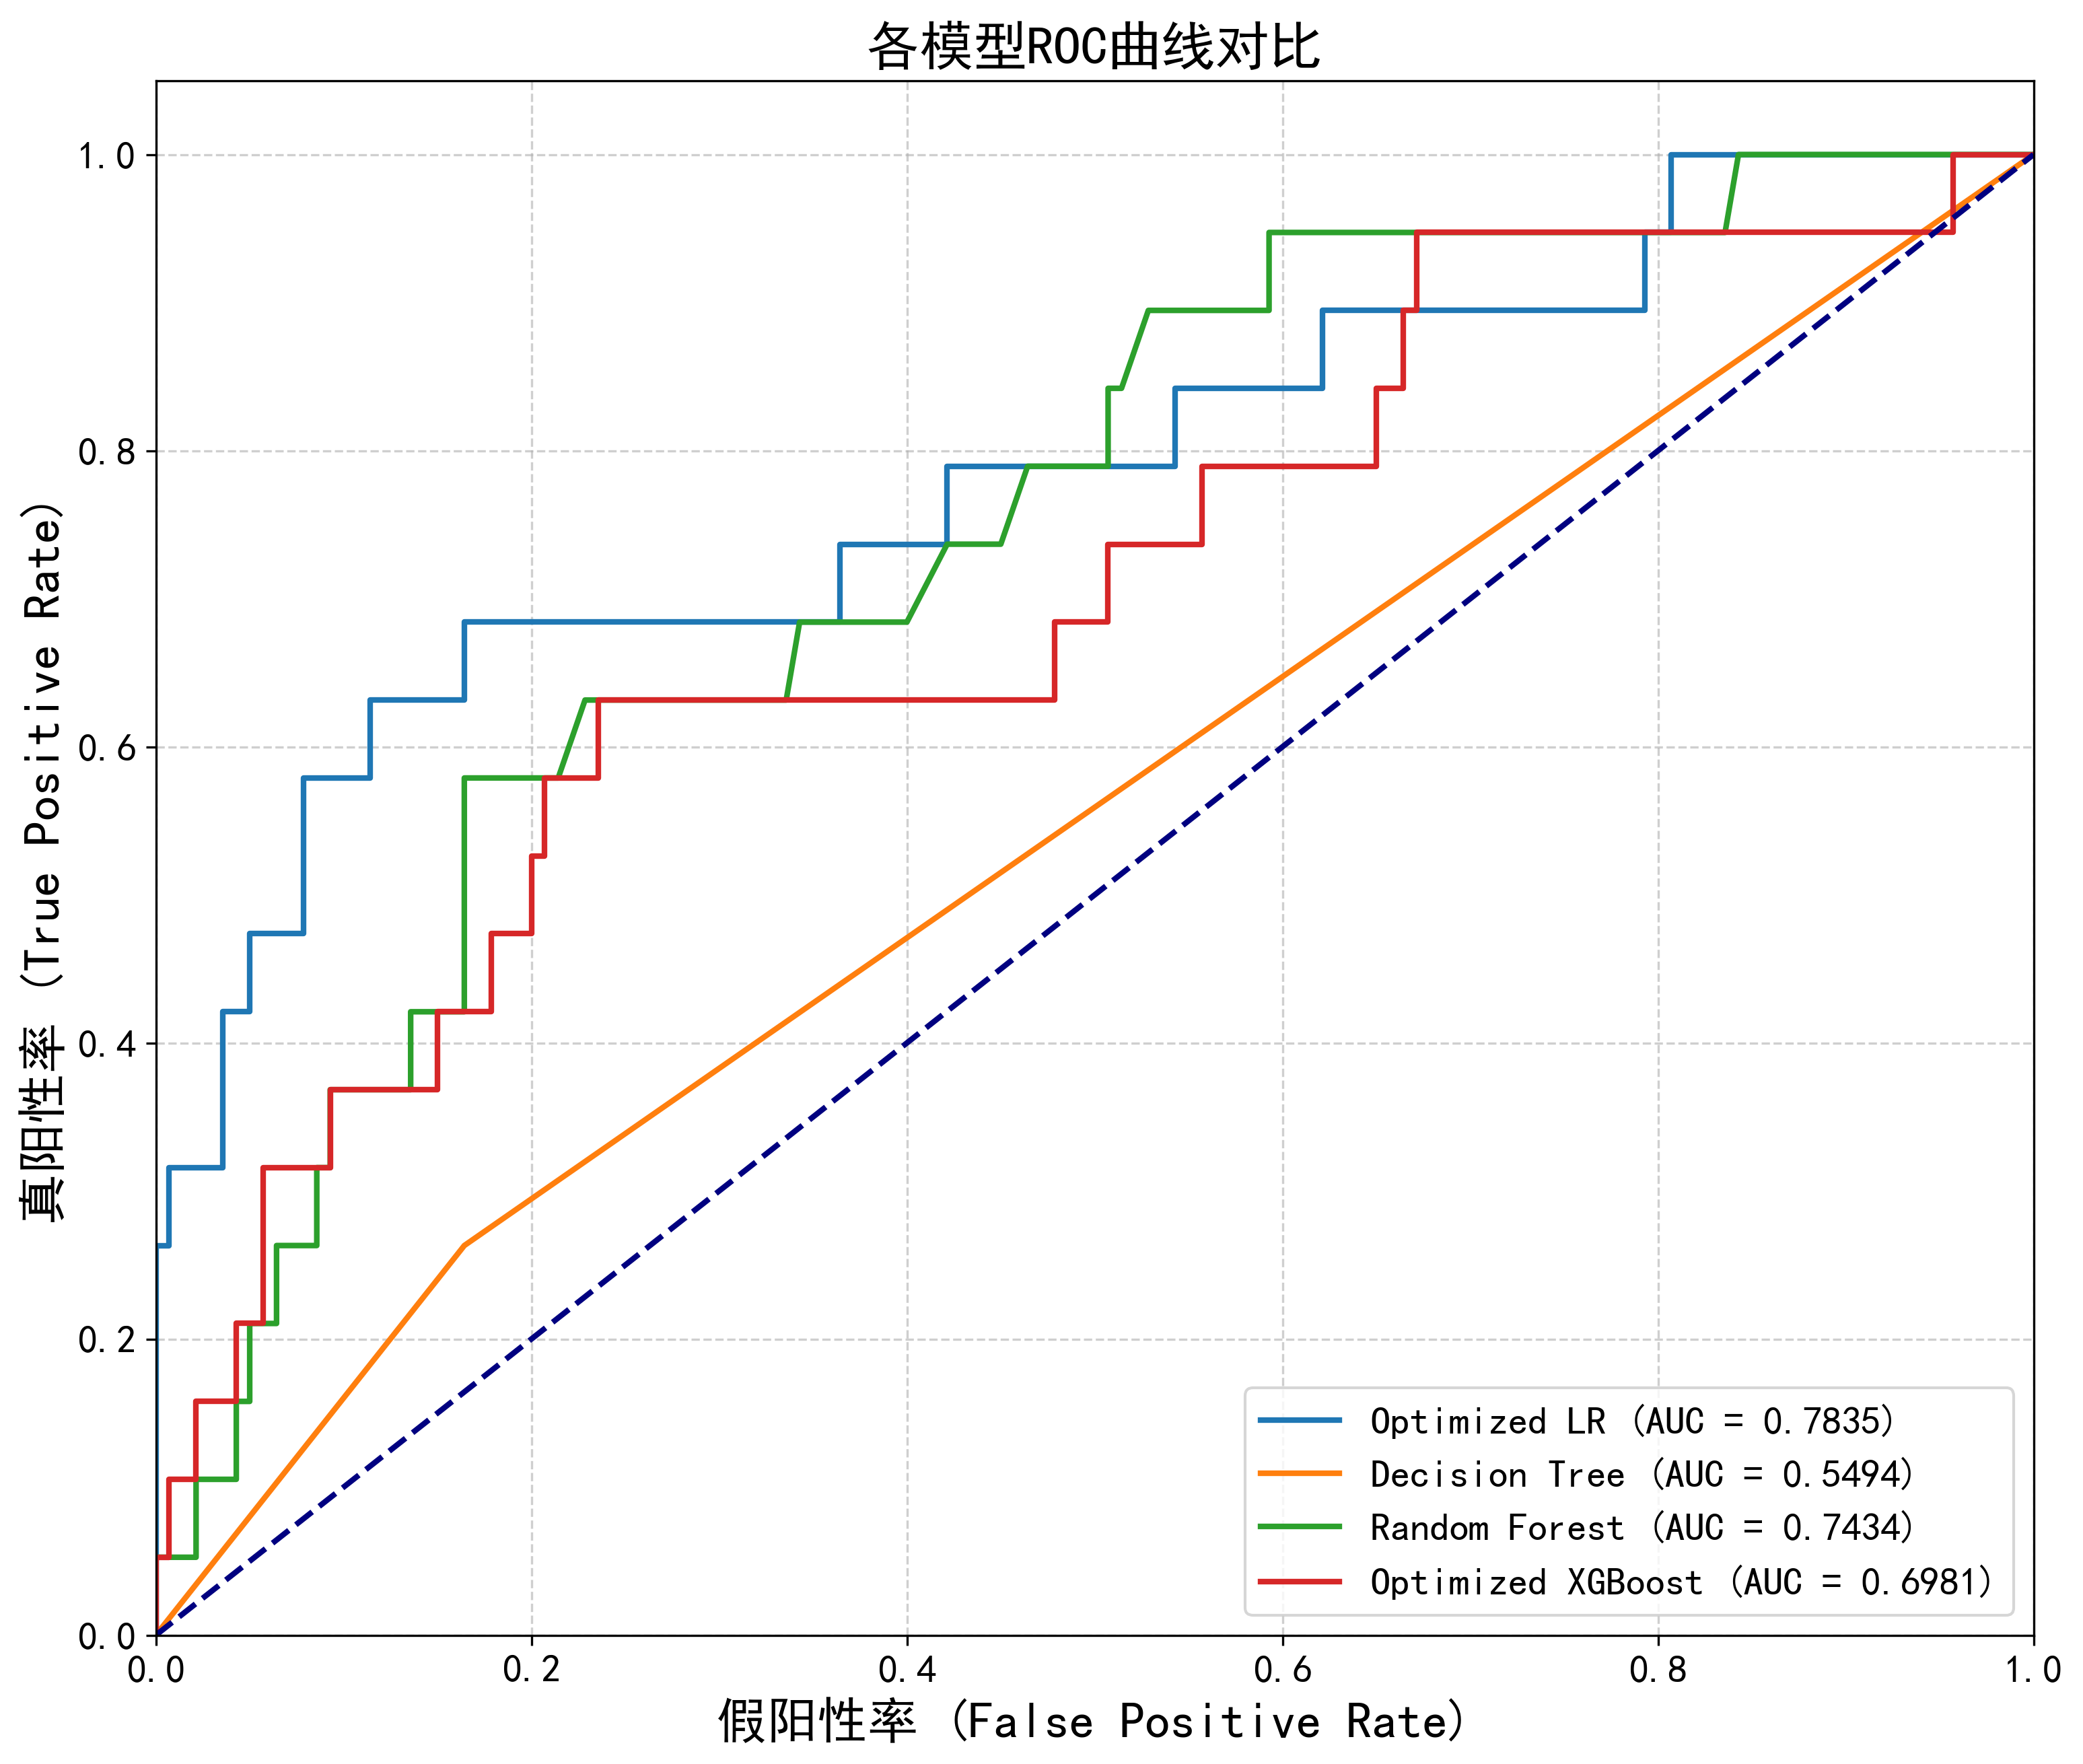 各模型ROC曲线对比
真阳性率 (True Positive Rate)
1.0
0.8
0.6
0.4
0.2
0.0
0.0 0.2 0.4 0.6 0.8 1.0
假阳性率 (False Positive Rate)
Optimized LR (AUC = 0.7835)
Decision Tree (AUC = 0.5494)
Random Forest (AUC = 0.7434)
Optimized XGBoost (AUC = 0.6981)